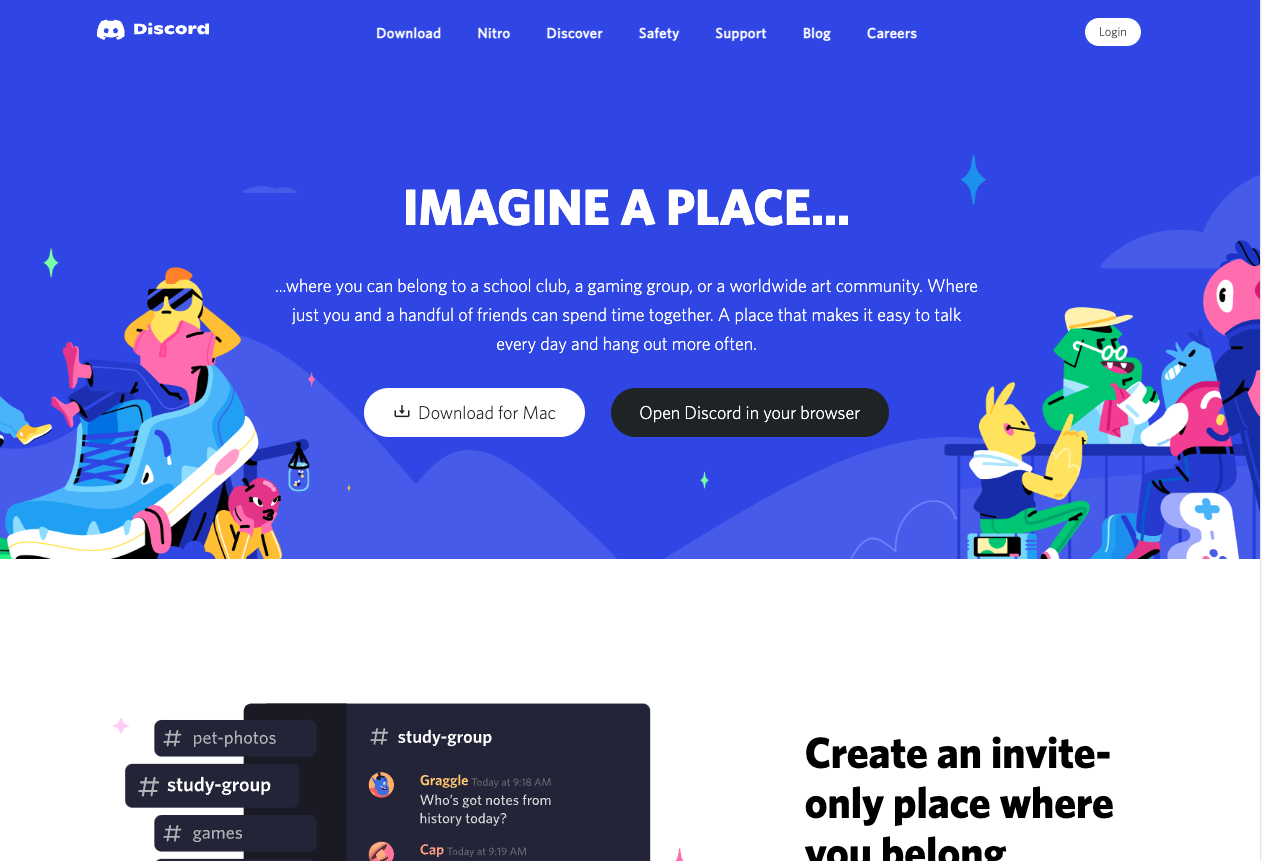 Discord
Download Nitro Discover Safety Support Blog Careers
Login
IMAGINE A PLACE...
...where you can belong to a school club, a gaming group, or a worldwide art community. Where
just you and a handful of friends can spend time together. A place that makes it easy to talk
every day and hang out more often.
Download for Mac
Open Discord in your browser
# pet-photos
# study-group
# games
# study-group
Graggle Today at 9:18 AM
Who's got notes from
history today?
Cap Today at 9:19 AM
Create an invite-
only place where
you belong